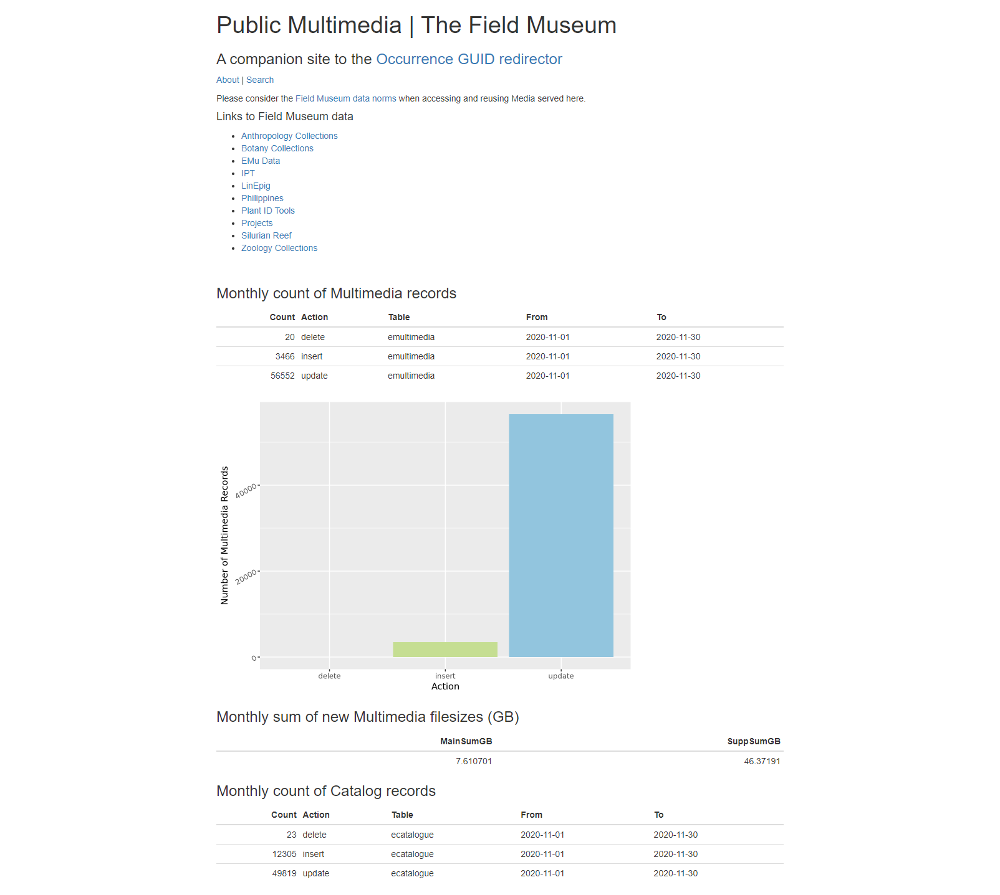 Public Multimedia | The Field Museum
A companion site to the Occurrence GUID redirector
About | Search
Please consider the Field Museum data norms when accessing and reusing Media served here.
Links to Field Museum data
Anthropology Collections
Botany Collections
EMu Data
IPT
LinEpig
Philippines
Plant ID Tools
Projects
Silurian Reef
Zoology Collections
Monthly count of Multimedia records
Count Action Table From To
20 delete emultimedia 2020-11-01 2020-11-30
3466 insert emultimedia 2020-11-01 2020-11-30
56552 update emultimedia 2020-11-01 2020-11-30
Number of Multimedia Records
40000
20000
0
delete insert update
Action
Monthly sum of new Multimedia filesizes (GB)
MainSumGB SuppSumGB
7.610701 46.37191
Monthly count of Catalog records
Count Action Table From To
23 delete ecatalogue 2020-11-01 2020-11-30
12305 insert ecatalogue 2020-11-01 2020-11-30
49819 update ecatalogue 2020-11-01 2020-11-30